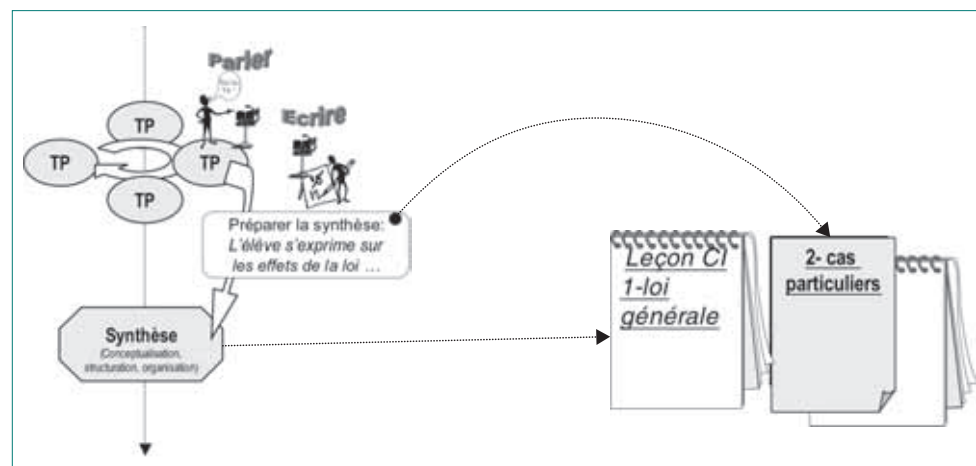 Parler
Ecrire
TP
TP
TP
TP
Préparer la synthèse:
L'élève s'exprime sur
les effets de la loi ...
Synthèse
(Conceptualisation,
structuration, organisation)
Leçon CI
1-loi
générale
2- cas
particuliers